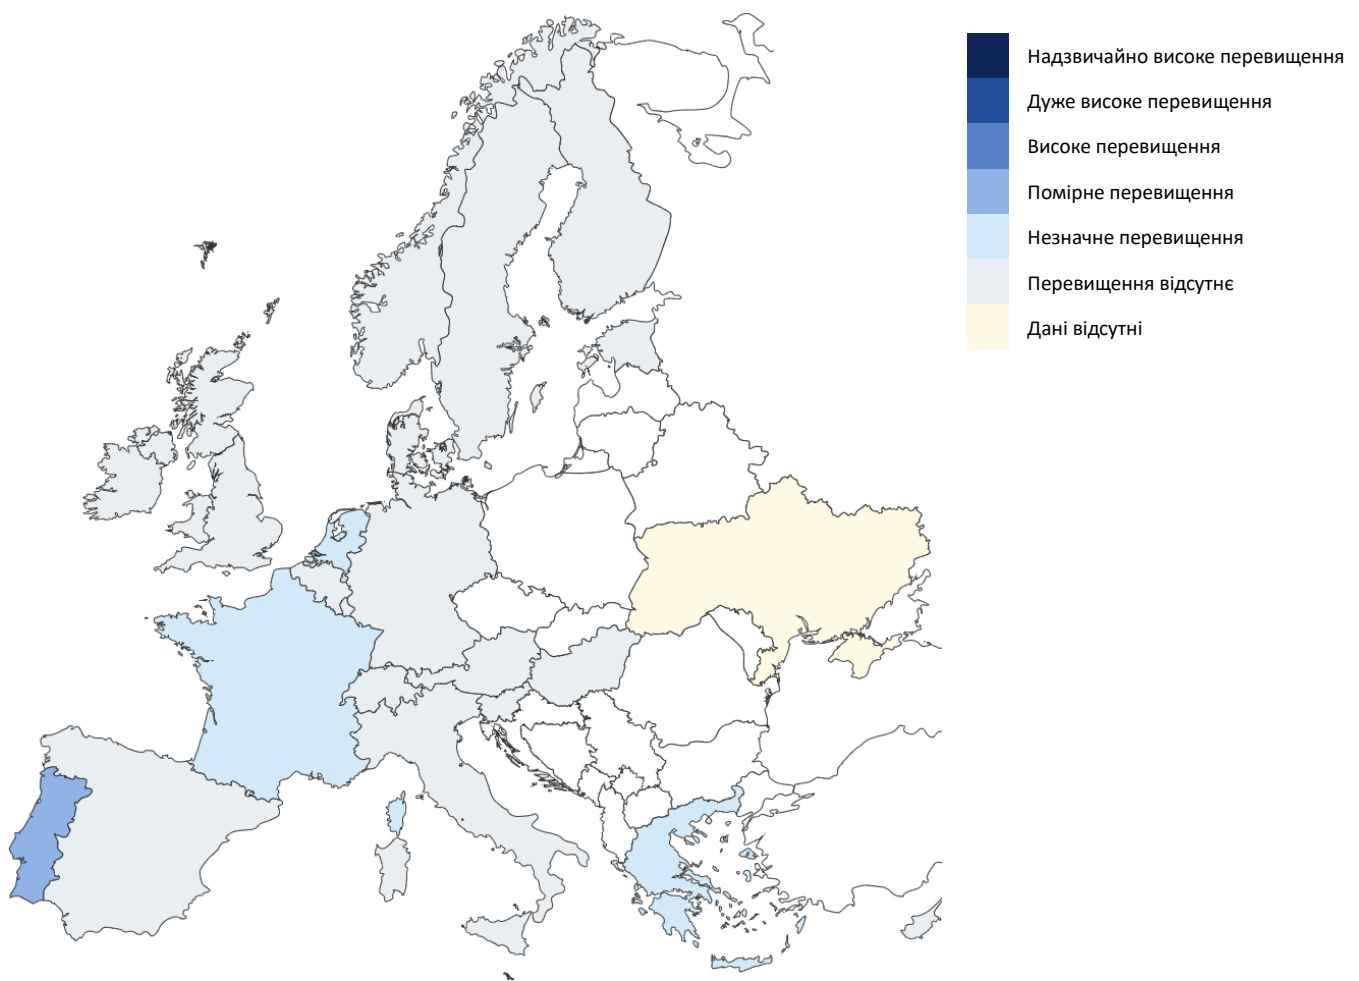 Надзвичайно високе перевищення
Дуже високе перевищення
Високе перевищення
Помірне перевищення
Незначне перевищення
Перевищення відсутнє
Дані відсутні